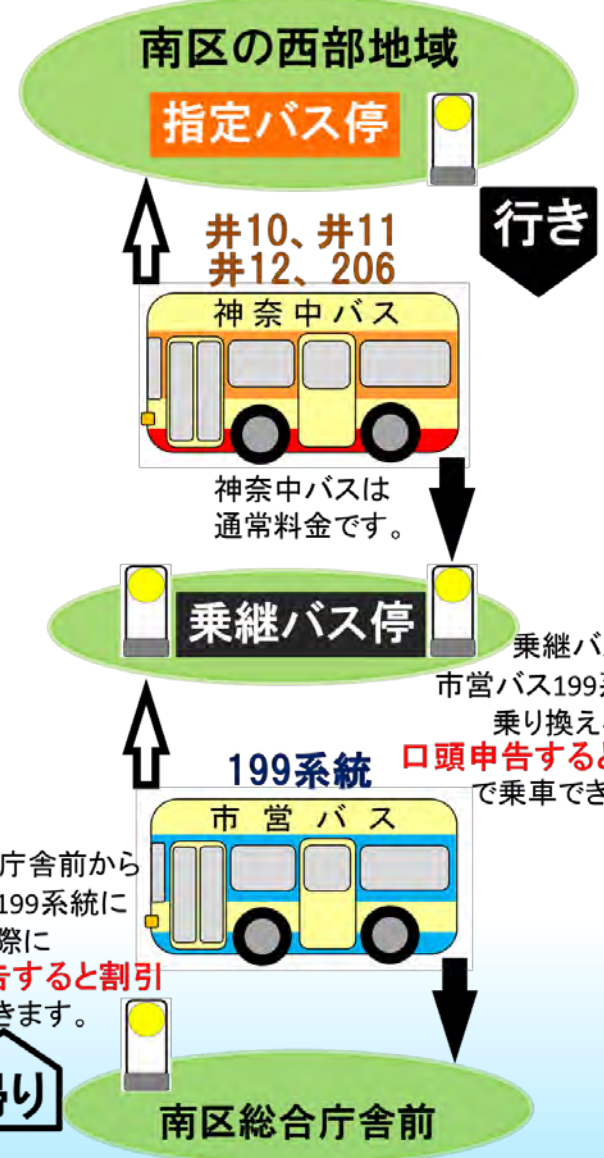 南区の西部地域
指定バス停
行き
井10、井11
井12、206
神奈中バス
神奈中バスは
通常料金です。
乗継バス停
乗継バ
市営バス199
乗り換え
口頭申告すると
で乗車でき
199系統
市営バス
庁舎前から
199系統に
際に
告すると割引
きます。
帰り
南区総合庁舎前